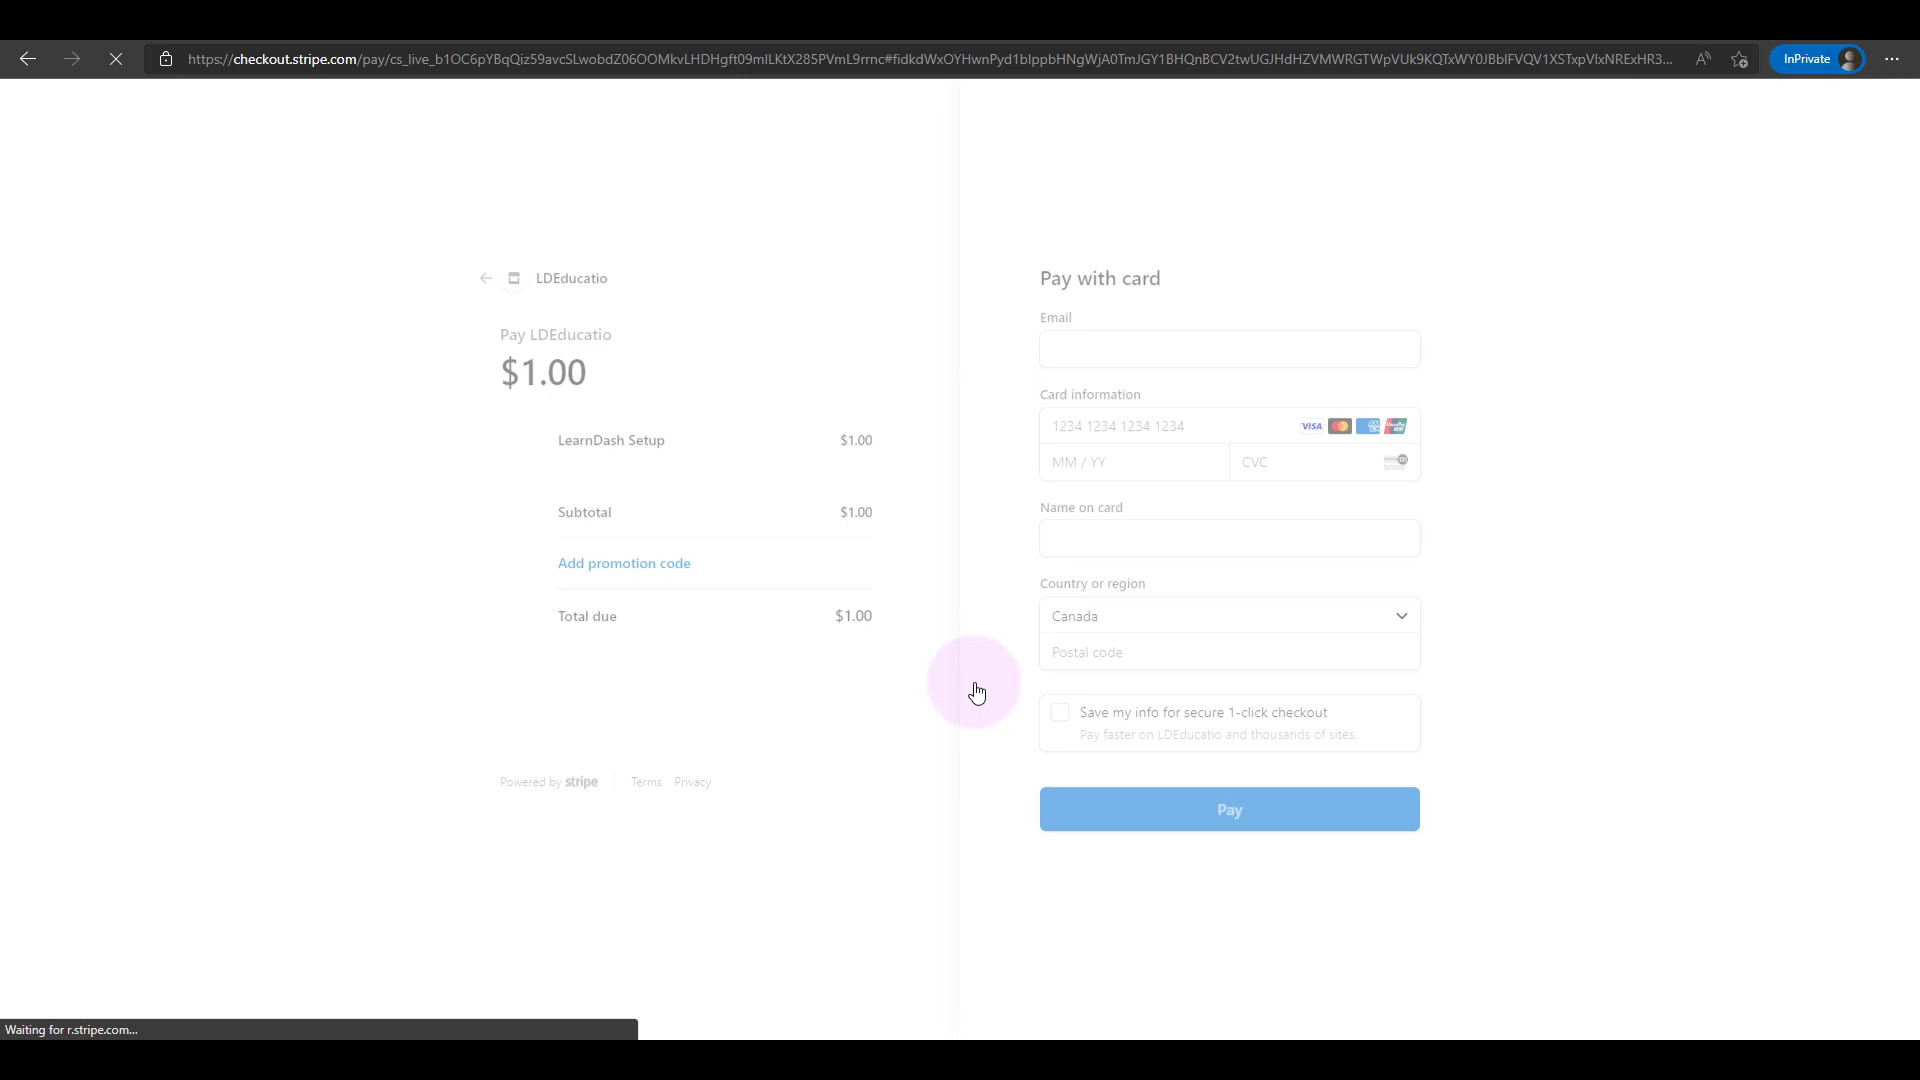 https://checkout.stripe.com/pay/cs_live_b1OC6pYBqQiz59avcSLwobdZ06OOMkvLHDHgft09mlLKtX285PVmL9rrnc#fidkdWxOYHwnPyd1blppbHNgWjA0TmJGY1BHQnBCV2twUGJHdHZVMWRGTWpVUk9KQTxWY0JBblFVQV1XSTxpVlxNRExHR3...
InPrivate
LDEducatio
Pay LDEducatio
$1.00
LearnDash Setup $1.00
Subtotal $1.00
Add promotion code
Total due $1.00
Powered by stripe Terms Privacy
Pay with card
Email
Card information
1234 1234 1234 1234 VISA
MM / YY CVC
Name on card
Country or region
Canada
Postal code
Save my info for secure 1-click checkout
Pay faster on LDEducatio and thousands of sites.
Pay
Waiting for r.stripe.com...